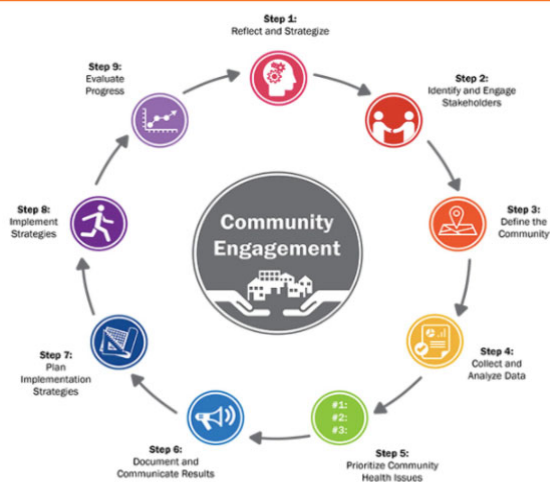 Step 1:
Reflect and Strategize
Step 2:
Identify and Engage
Stakeholders
Step 3:
Define the
Community
Step 4:
Collect and
Analyze Data
#1:
#2:
#3:
Step 5:
Prioritize Community
Health Issues
Step 6:
Document and
Communicate Results
Step 7:
Plan
Implementation
Strategies
Step 8:
Implement
Strategies
Step 9:
Evaluate
Progress
Community
Engagement